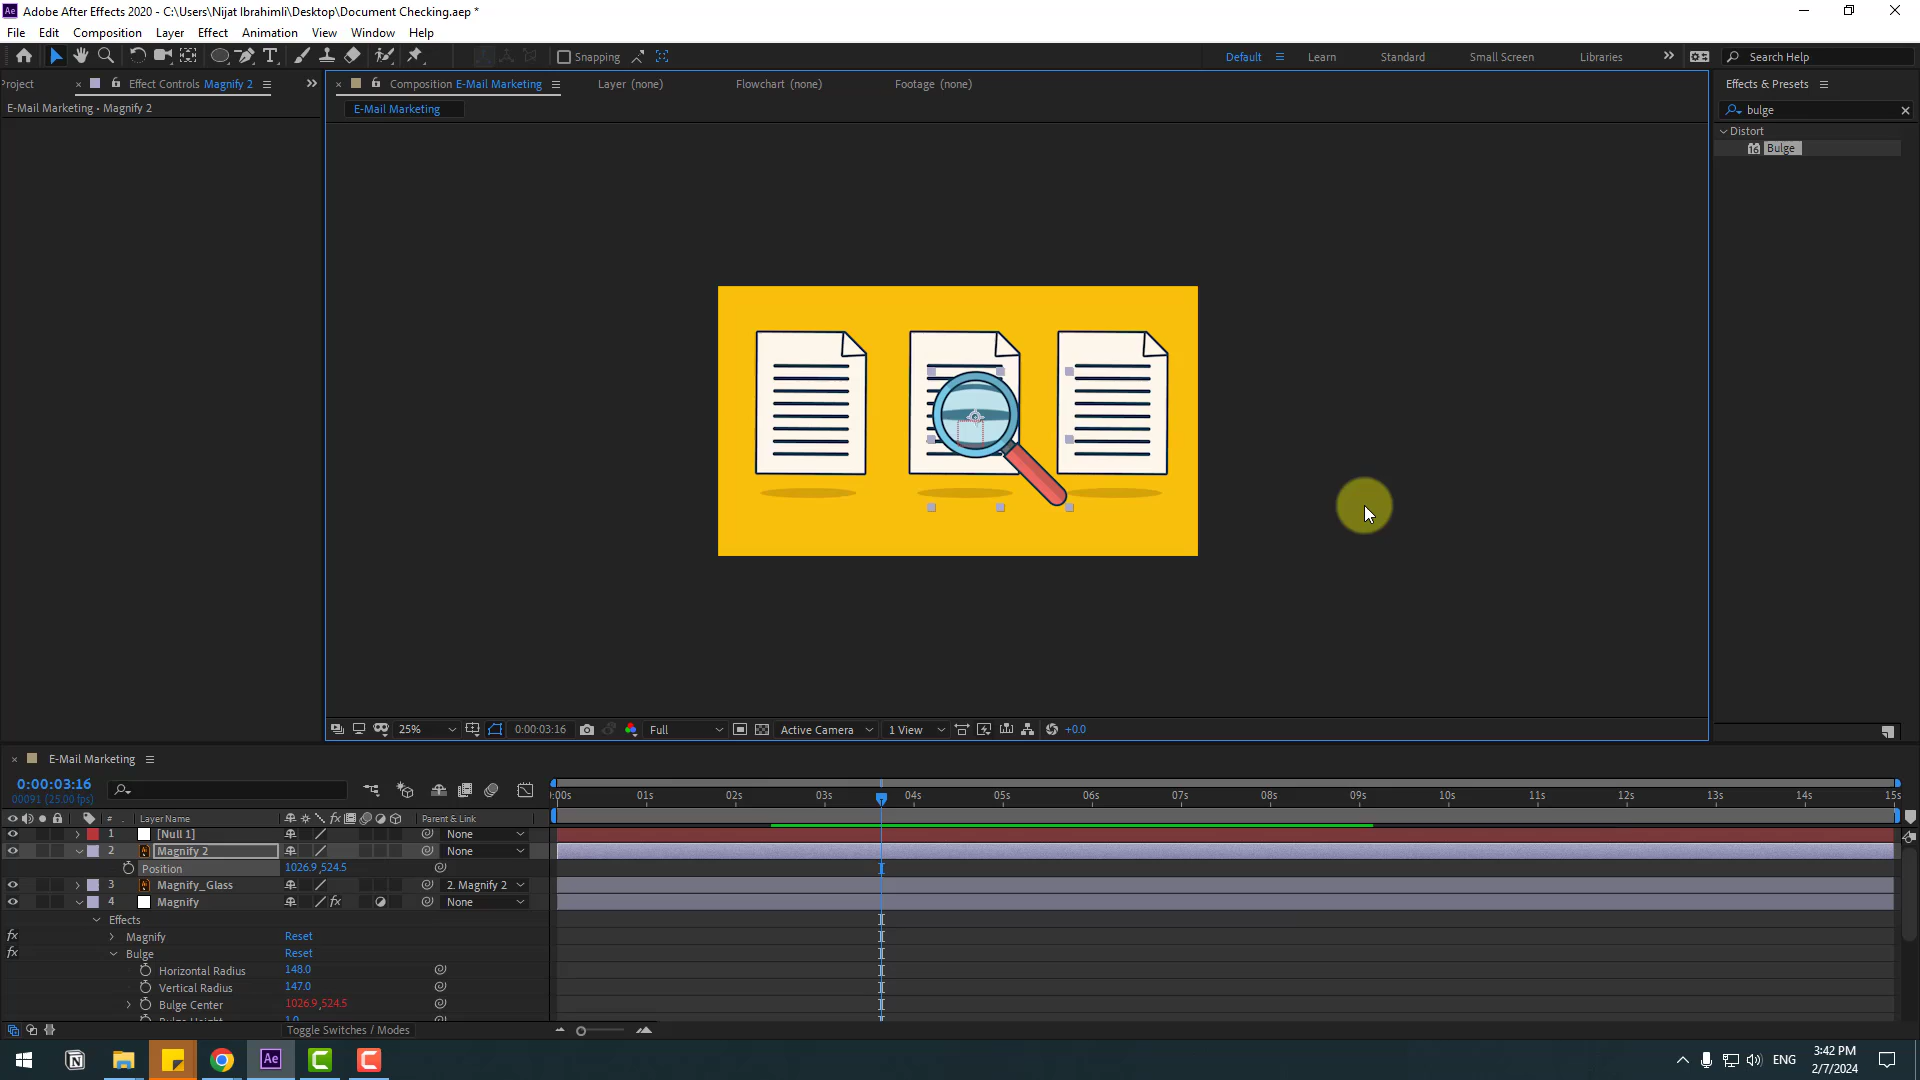 Adobe After Effects 2020 - C:\Users\Nijat Ibrahimli\Desktop\Document Checking.aep *
File Edit Composition Layer Effect Animation View Window Help
Snapping Default Learn Standard Small Screen Libraries Search Help
Project Effect Controls Magnify 2 Composition E-Mail Marketing Layer (none) Flowchart (none) Footage (none) Effects & Presets
E-Mail Marketing • Magnify 2 E-Mail Marketing bulge
Distort
Bulge
25% 0:00:03:16 Full Active Camera 1 View +0.0
E-Mail Marketing
0:00:03:16
00091 (25.00 fps)
:00s 01s 02s 03s 04s 05s 06s 07s 08s 09s 10s 11s 12s 13s 14s 15s
# Layer Name Parent & Link
1 [Null 1] None
2 Magnify 2 None
Position 1026.9,524.5
3 Magnify_Glass 2. Magnify 2
4 Magnify None
Effects
Magnify Reset
Bulge Reset
Horizontal Radius 148.0
Vertical Radius 147.0
Bulge Center 1026.9,524.5
Bulge Height 1.0
Toggle Switches / Modes
Ae ENG 3:42 PM
2/7/2024